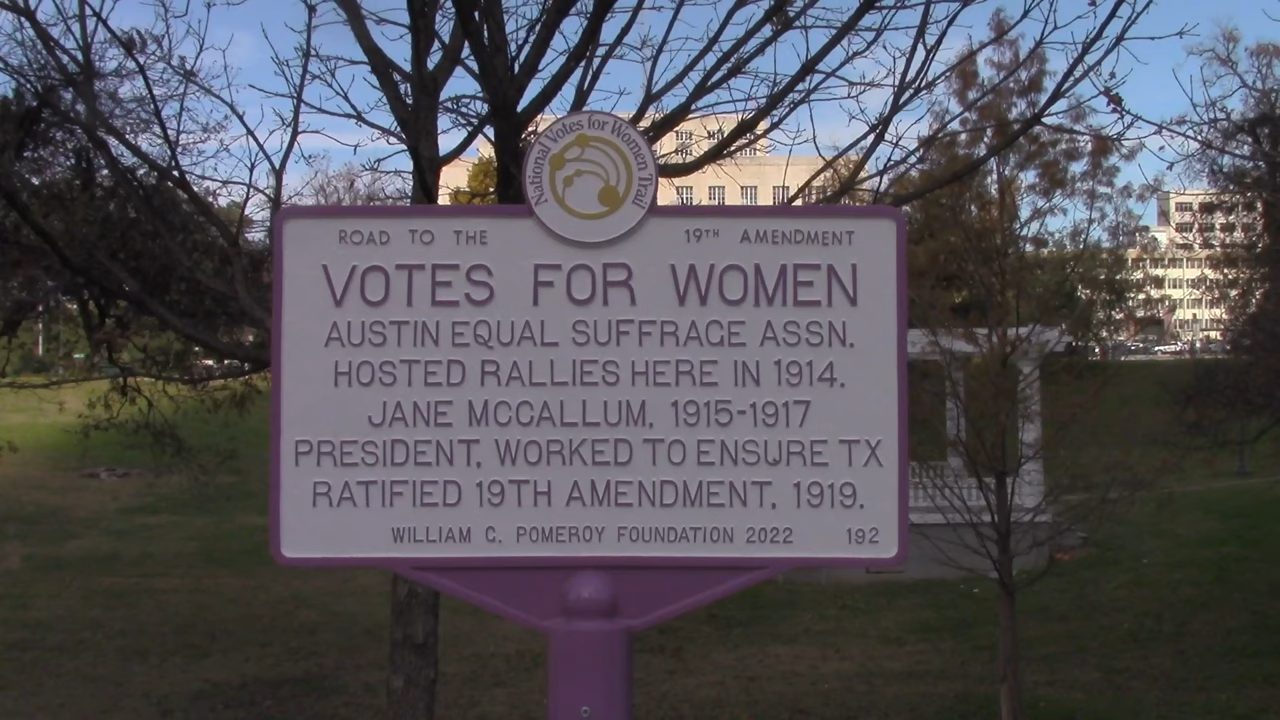 National Votes for Women Trail
ROAD TO THE 19TH AMENDMENT
VOTES FOR WOMEN
AUSTIN EQUAL SUFFRAGE ASSN.
HOSTED RALLIES HERE IN 1914.
JANE MCCALLUM, 1915-1917
PRESIDENT, WORKED TO ENSURE TX
RATIFIED 19TH AMENDMENT, 1919.
WILLIAM C. POMEROY FOUNDATION 2022 192